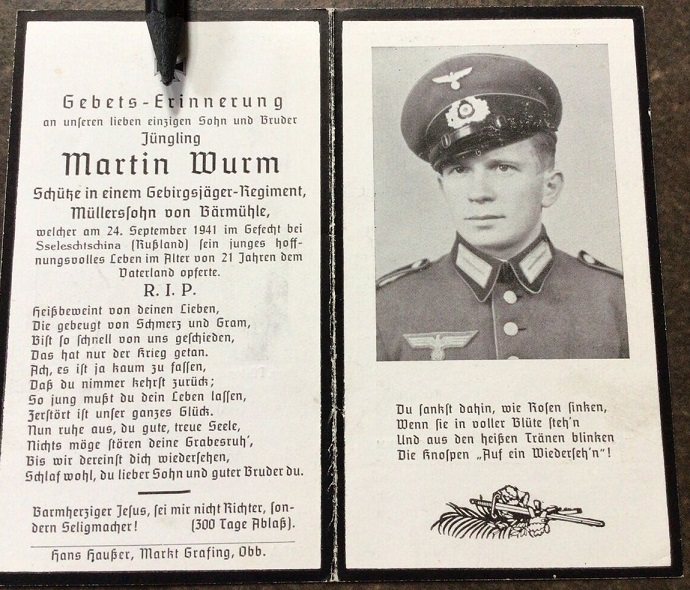 Gebets-Erinnerung
an unseren lieben einzigen Sohn und Bruder
Jüngling
Martin Wurm
Schütze in einem Gebirgsjäger-Regiment,
Müllerssohn von Bärmühle,
welcher am 24. September 1941 im Gefecht bei
Sseleschtschina (Rußland) sein junges hoff-
nungsvolles Leben im Alter von 21 Jahren dem
Vaterland opferte.
R. I. P.
Heißbeweint von deinen Lieben,
Die gebeugt von Schmerz und Gram,
Bist so schnell von uns geschieden,
Das hat nur der Krieg getan.
Ach, es ist ja kaum zu fassen,
Daß du nimmer kehrst zurück;
So jung mußt du dein Leben lassen,
Zerstört ist unser ganzes Glück.
Nun ruhe aus, du gute, treue Seele,
Nichts möge stören deine Grabesruh',
Bis wir dereinst dich wiedersehen,
Schlaf wohl, du lieber Sohn und guter Bruder du.
Barmherziger Jesus, sei mir nicht Richter, son-
dern Seligmacher! (300 Tage Ablaß).
Hans Haußer, Markt Grafing, Obb.
Du sankst dahin, wie Rosen sinken,
Wenn sie in voller Blüte steh'n
Und aus den heißen Tränen blinken
Die Knospen „Auf ein Wiederseh'n"!